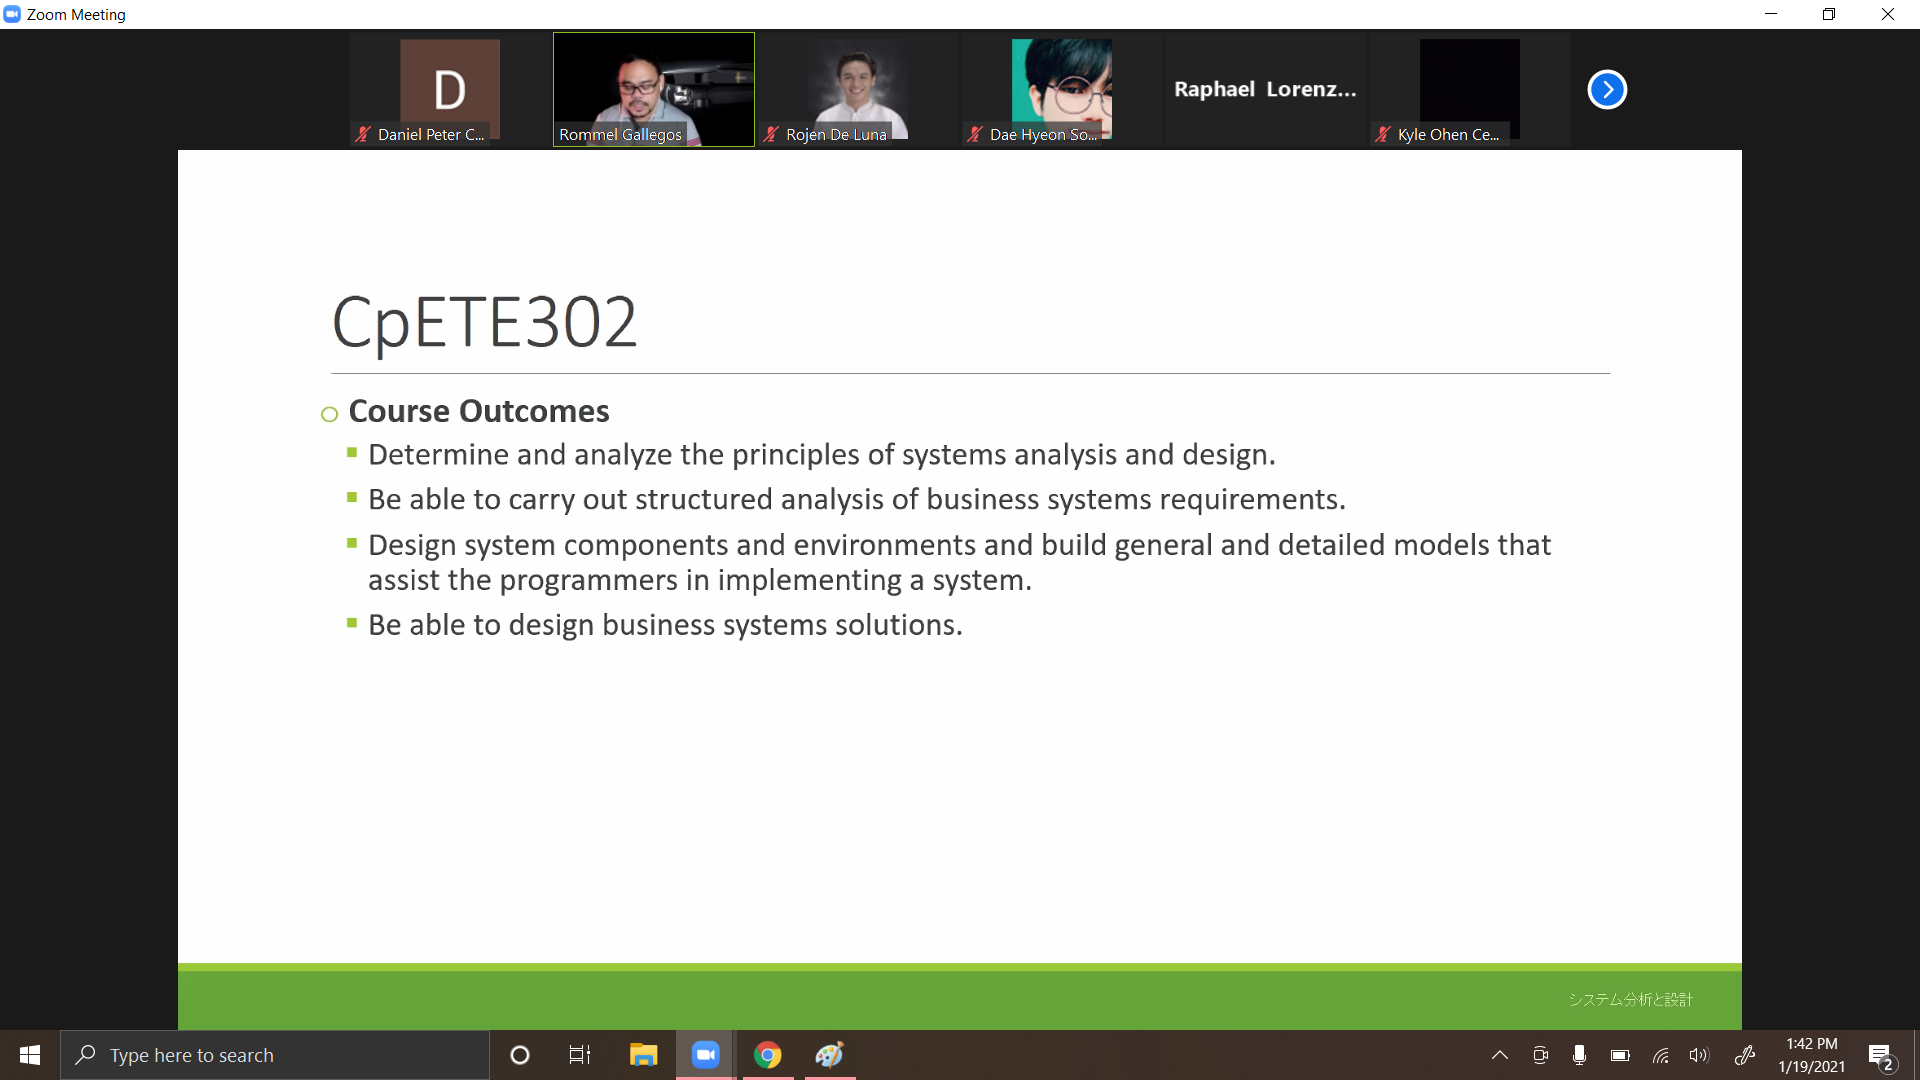 Zoom Meeting
D
Daniel Peter C...
Rommel Gallegos
Rojen De Luna
Dae Hyeon So...
Raphael Lorenz...
Kyle Ohen Ce...
CpETE302
Course Outcomes
Determine and analyze the principles of systems analysis and design.
Be able to carry out structured analysis of business systems requirements.
Design system components and environments and build general and detailed models that
assist the programmers in implementing a system.
Be able to design business systems solutions.
システム分析と設計
Type here to search
1:42 PM
1/19/2021
2